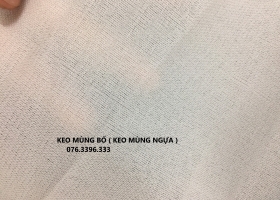 KEO MÙNG BỐ ( KEO MÙNG NGỰA )
076.3396.333